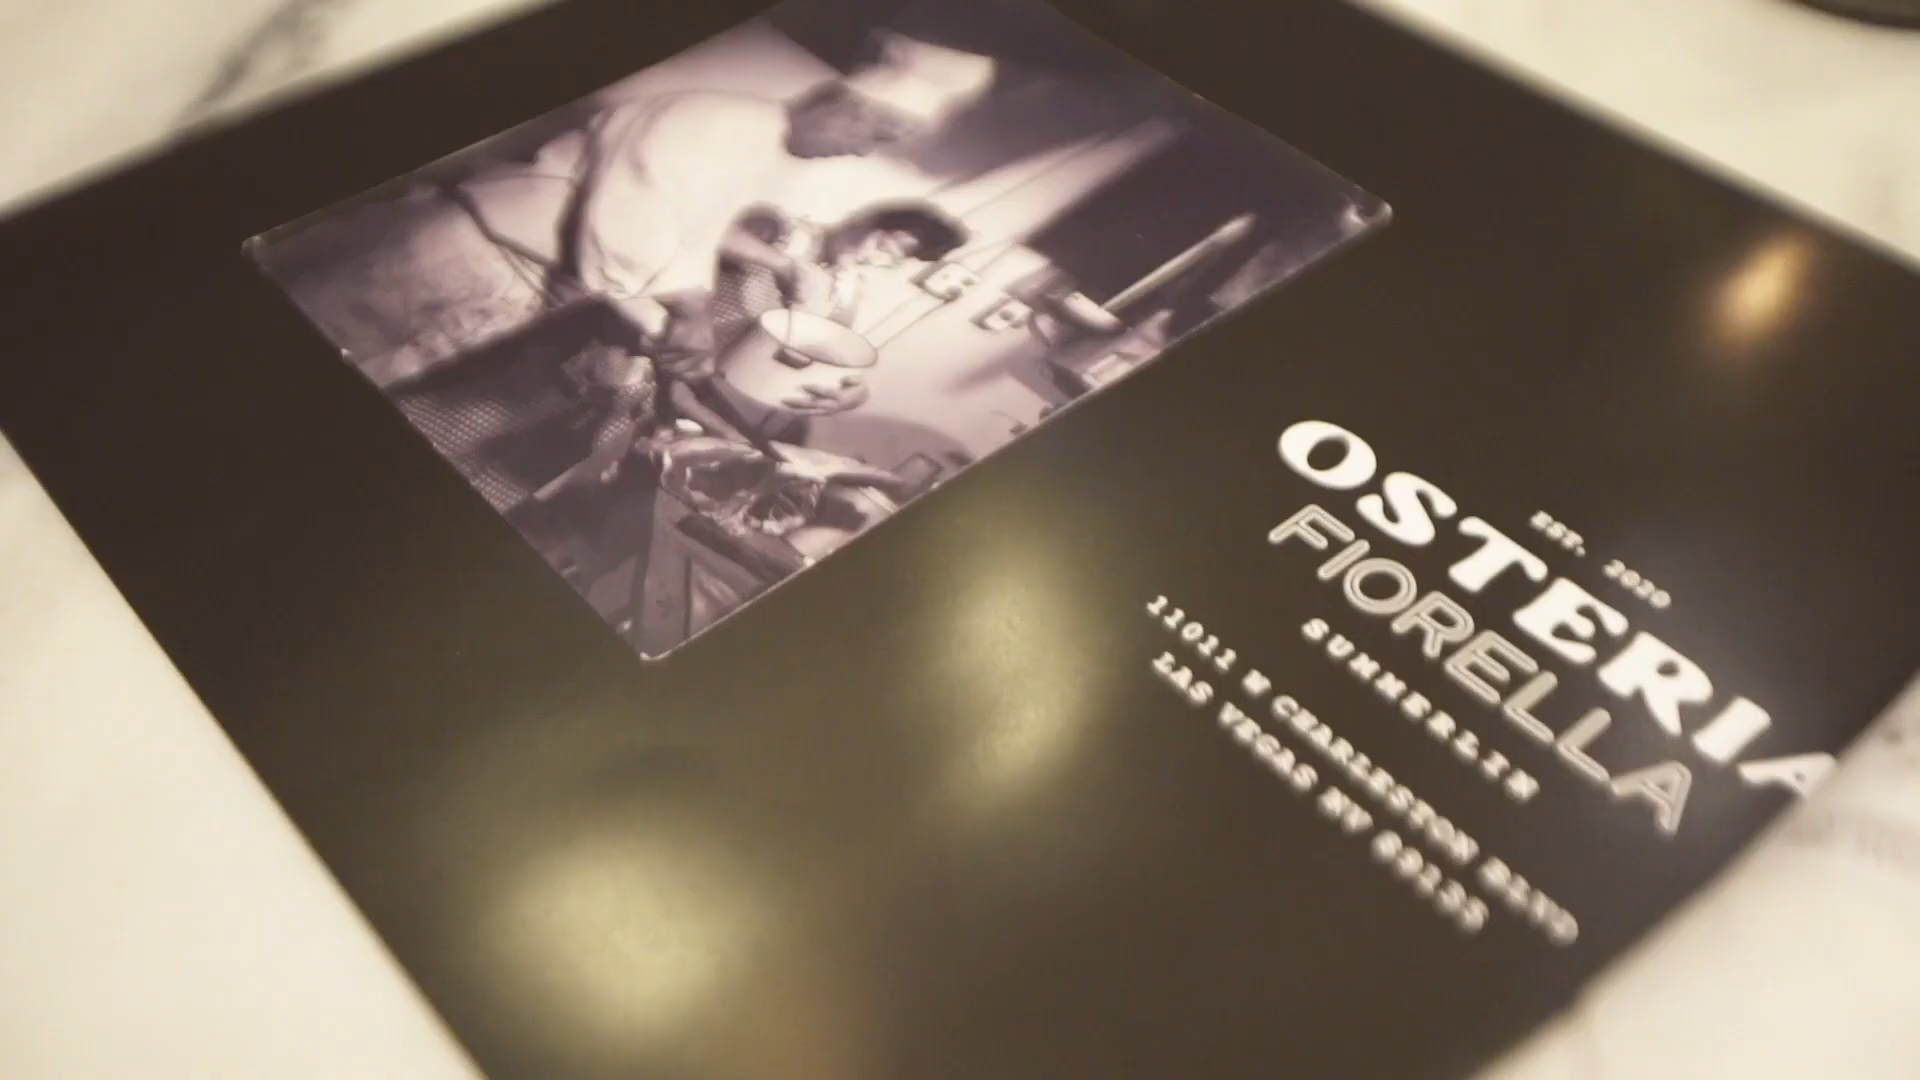 EST. 2020
OSTERIA
FIORELLA
SUMMERLIN
11011 W CHARLESTON BLVD
LAS VEGAS NV 89135